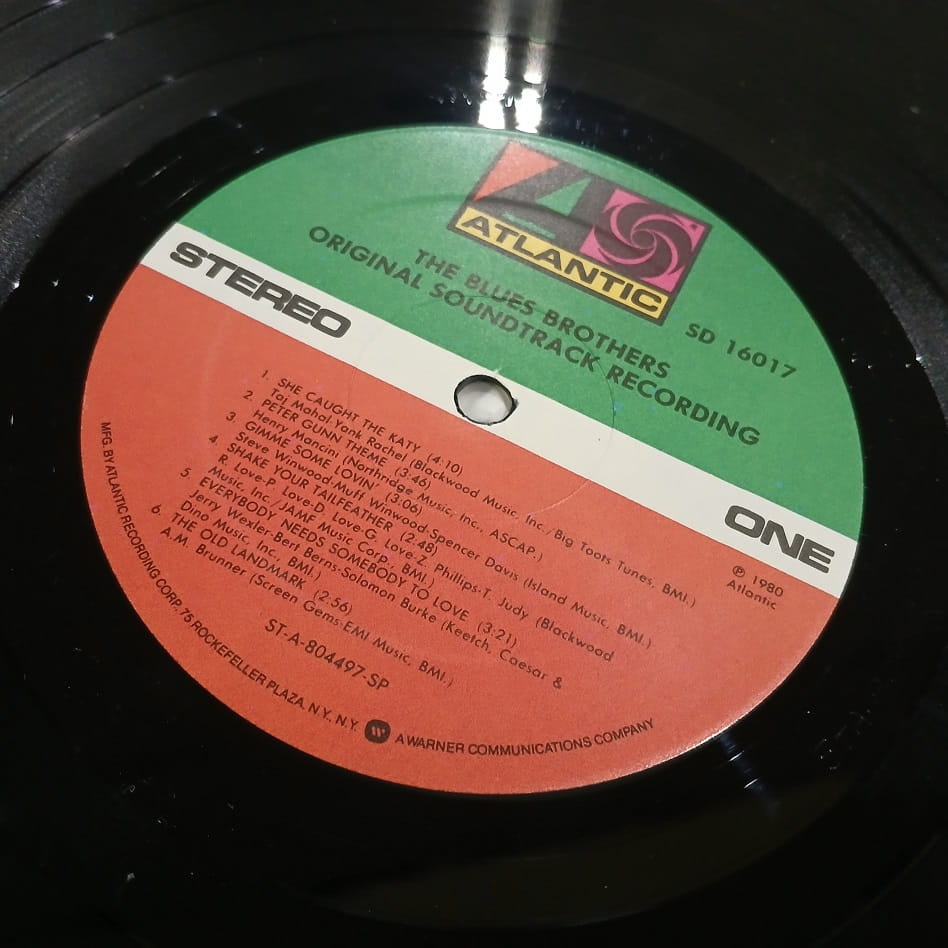 ATLANTIC
THE BLUES BROTHERS
ORIGINAL SOUNDTRACK RECORDING
SD 16017
STEREO
ONE
℗ 1980
Atlantic
1. SHE CAUGHT THE KATY (4:10)
Taj Mahal-Yank Rachel (Blackwood Music, Inc./Big Toots Tunes, BMI.)
2. PETER GUNN THEME (3:46)
Henry Mancini (Northridge Music, Inc., ASCAP.)
3. GIMME SOME LOVIN' (3:06)
Steve Winwood-Muff Winwood-Spencer Davis (Island Music, BMI.)
4. SHAKE YOUR TAILFEATHER (2:48)
R. Love-P. Love-D. Love-G. Love-Z. Phillips-T. Judy (Blackwood
Music, Inc./JAMF Music Corp., BMI.)
5. EVERYBODY NEEDS SOMEBODY TO LOVE (3:21)
Jerry Wexler-Bert Berns-Solomon Burke (Keetch, Caesar &
Dino Music, Inc., BMI.)
6. THE OLD LANDMARK (2:56)
A.M. Brunner (Screen Gems-EMI Music, BMI.)
ST-A-804497-SP
MFG. BY ATLANTIC RECORDING CORP., 75 ROCKEFELLER PLAZA, N.Y. N.Y. W A WARNER COMMUNICATIONS COMPANY